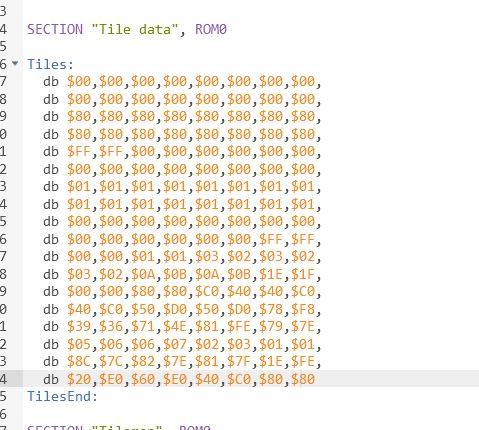 3
4 SECTION "Tile data", ROM0
5
6 Tiles:
7 db $00,$00,$00,$00,$00,$00,$00,$00,
8 db $00,$00,$00,$00,$00,$00,$00,$00,
9 db $80,$80,$80,$80,$80,$80,$80,$80,
0 db $80,$80,$80,$80,$80,$80,$80,$80,
1 db $FF,$FF,$00,$00,$00,$00,$00,$00,
2 db $00,$00,$00,$00,$00,$00,$00,$00,
3 db $01,$01,$01,$01,$01,$01,$01,$01,
4 db $01,$01,$01,$01,$01,$01,$01,$01,
5 db $00,$00,$00,$00,$00,$00,$00,$00,
6 db $00,$00,$00,$00,$00,$00,$FF,$FF,
7 db $00,$00,$01,$01,$03,$02,$03,$02,
8 db $03,$02,$0A,$0B,$0A,$0B,$1E,$1F,
9 db $00,$00,$80,$80,$C0,$40,$40,$C0,
0 db $40,$C0,$50,$D0,$50,$D0,$78,$F8,
1 db $39,$36,$71,$4E,$81,$FE,$79,$7E,
2 db $05,$06,$06,$07,$02,$03,$01,$01,
3 db $8C,$7C,$82,$7E,$81,$7F,$1E,$FE,
4 db $20,$E0,$60,$E0,$40,$C0,$80,$80
5 TilesEnd:
6
7 SECTION "Tilemap", ROM0